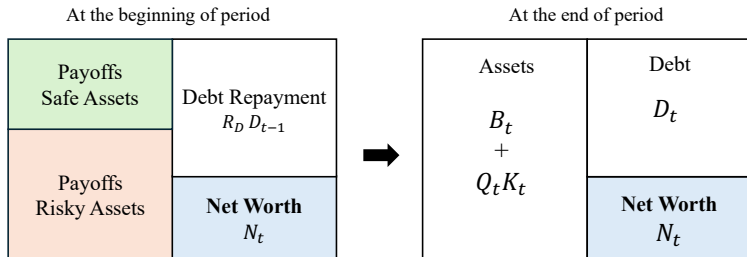 At the beginning of period
At the end of period
Payoffs
Safe Assets
Debt Repayment
R_D D_{t−1}
Payoffs
Risky Assets
Net Worth
N_t
Assets
B_t
+
Q_t K_t
Debt
D_t
Net Worth
N_t